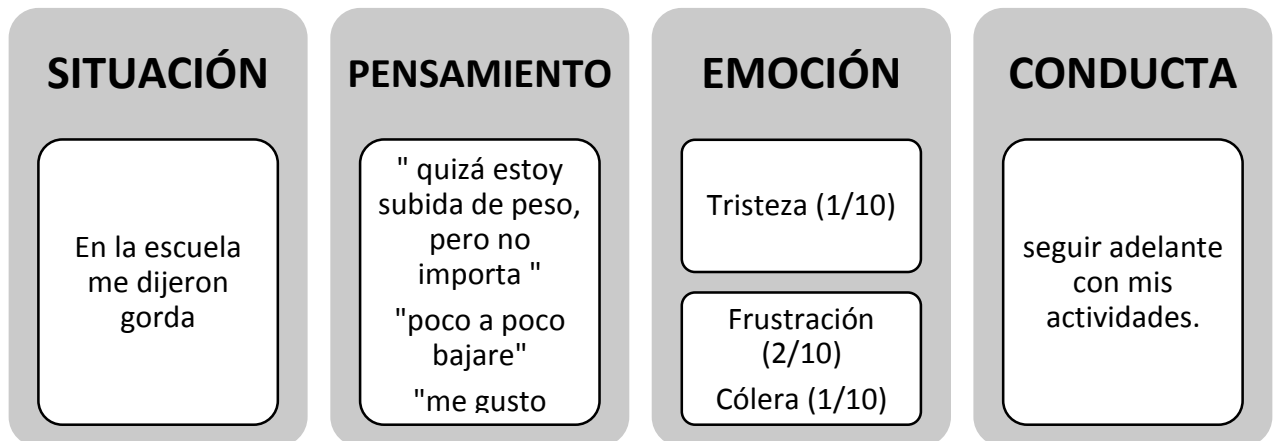 SITUACIÓN
En la escuela
me dijeron
gorda
PENSAMIENTO
" quizá estoy
subida de peso,
pero no
importa "
"poco a poco
bajare"
"me gusto
EMOCIÓN
Tristeza (1/10)
Frustración
(2/10)
Cólera (1/10)
CONDUCTA
seguir adelante
con mis
actividades.